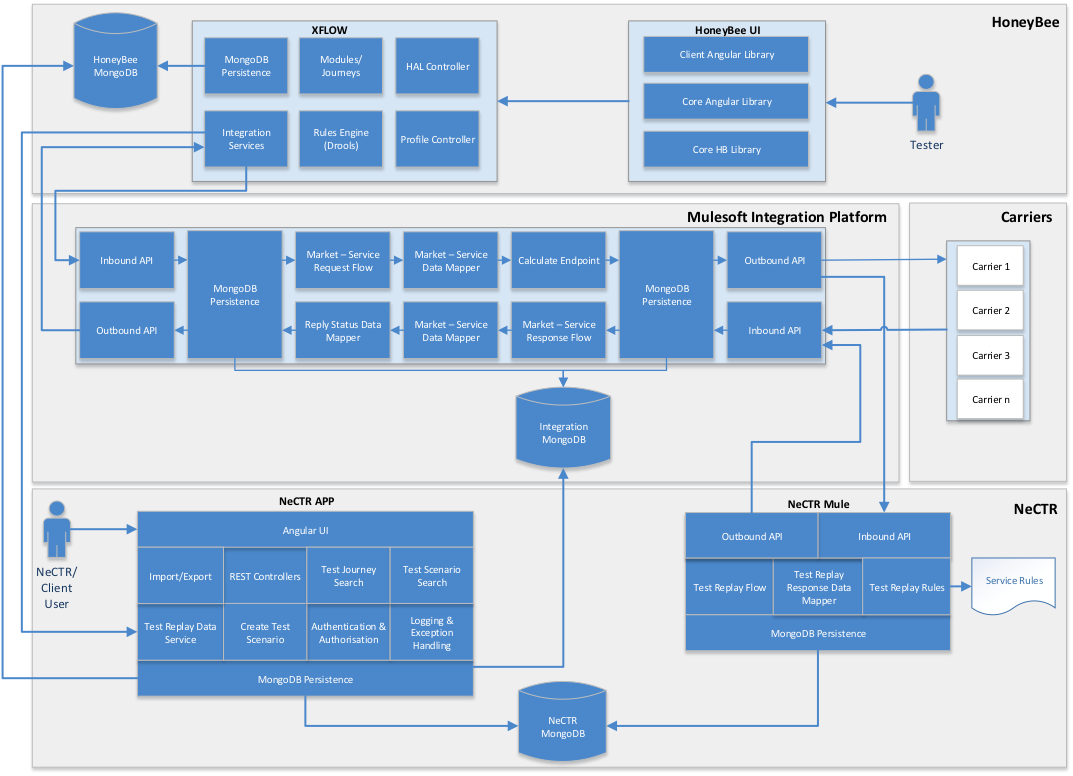 HoneyBee
XFLOW
HoneyBee UI
HoneyBee
MongoDB
MongoDB
Persistence
Modules/
Journeys
HAL Controller
Integration
Services
Rules Engine
(Drools)
Profile Controller
Client Angular Library
Core Angular Library
Core HB Library
Tester
Mulesoft Integration Platform
Inbound API
MongoDB
Persistence
Market – Service
Request Flow
Market – Service
Data Mapper
Calculate Endpoint
MongoDB
Persistence
Outbound API
Outbound API
Reply Status Data
Mapper
Market – Service
Data Mapper
Market – Service
Response Flow
Inbound API
Integration
MongoDB
Carriers
Carrier 1
Carrier 2
Carrier 3
Carrier n
NeCTR
NeCTR APP
NeCTR/
Client
User
Angular UI
Import/Export
REST Controllers
Test Journey
Search
Test Scenario
Search
Test Replay Data
Service
Create Test
Scenario
Authentication &
Authorisation
Logging &
Exception
Handling
MongoDB Persistence
NeCTR
MongoDB
NeCTR Mule
Outbound API
Inbound API
Test Replay Flow
Test Replay
Response Data
Mapper
Test Replay Rules
MongoDB Persistence
Service Rules